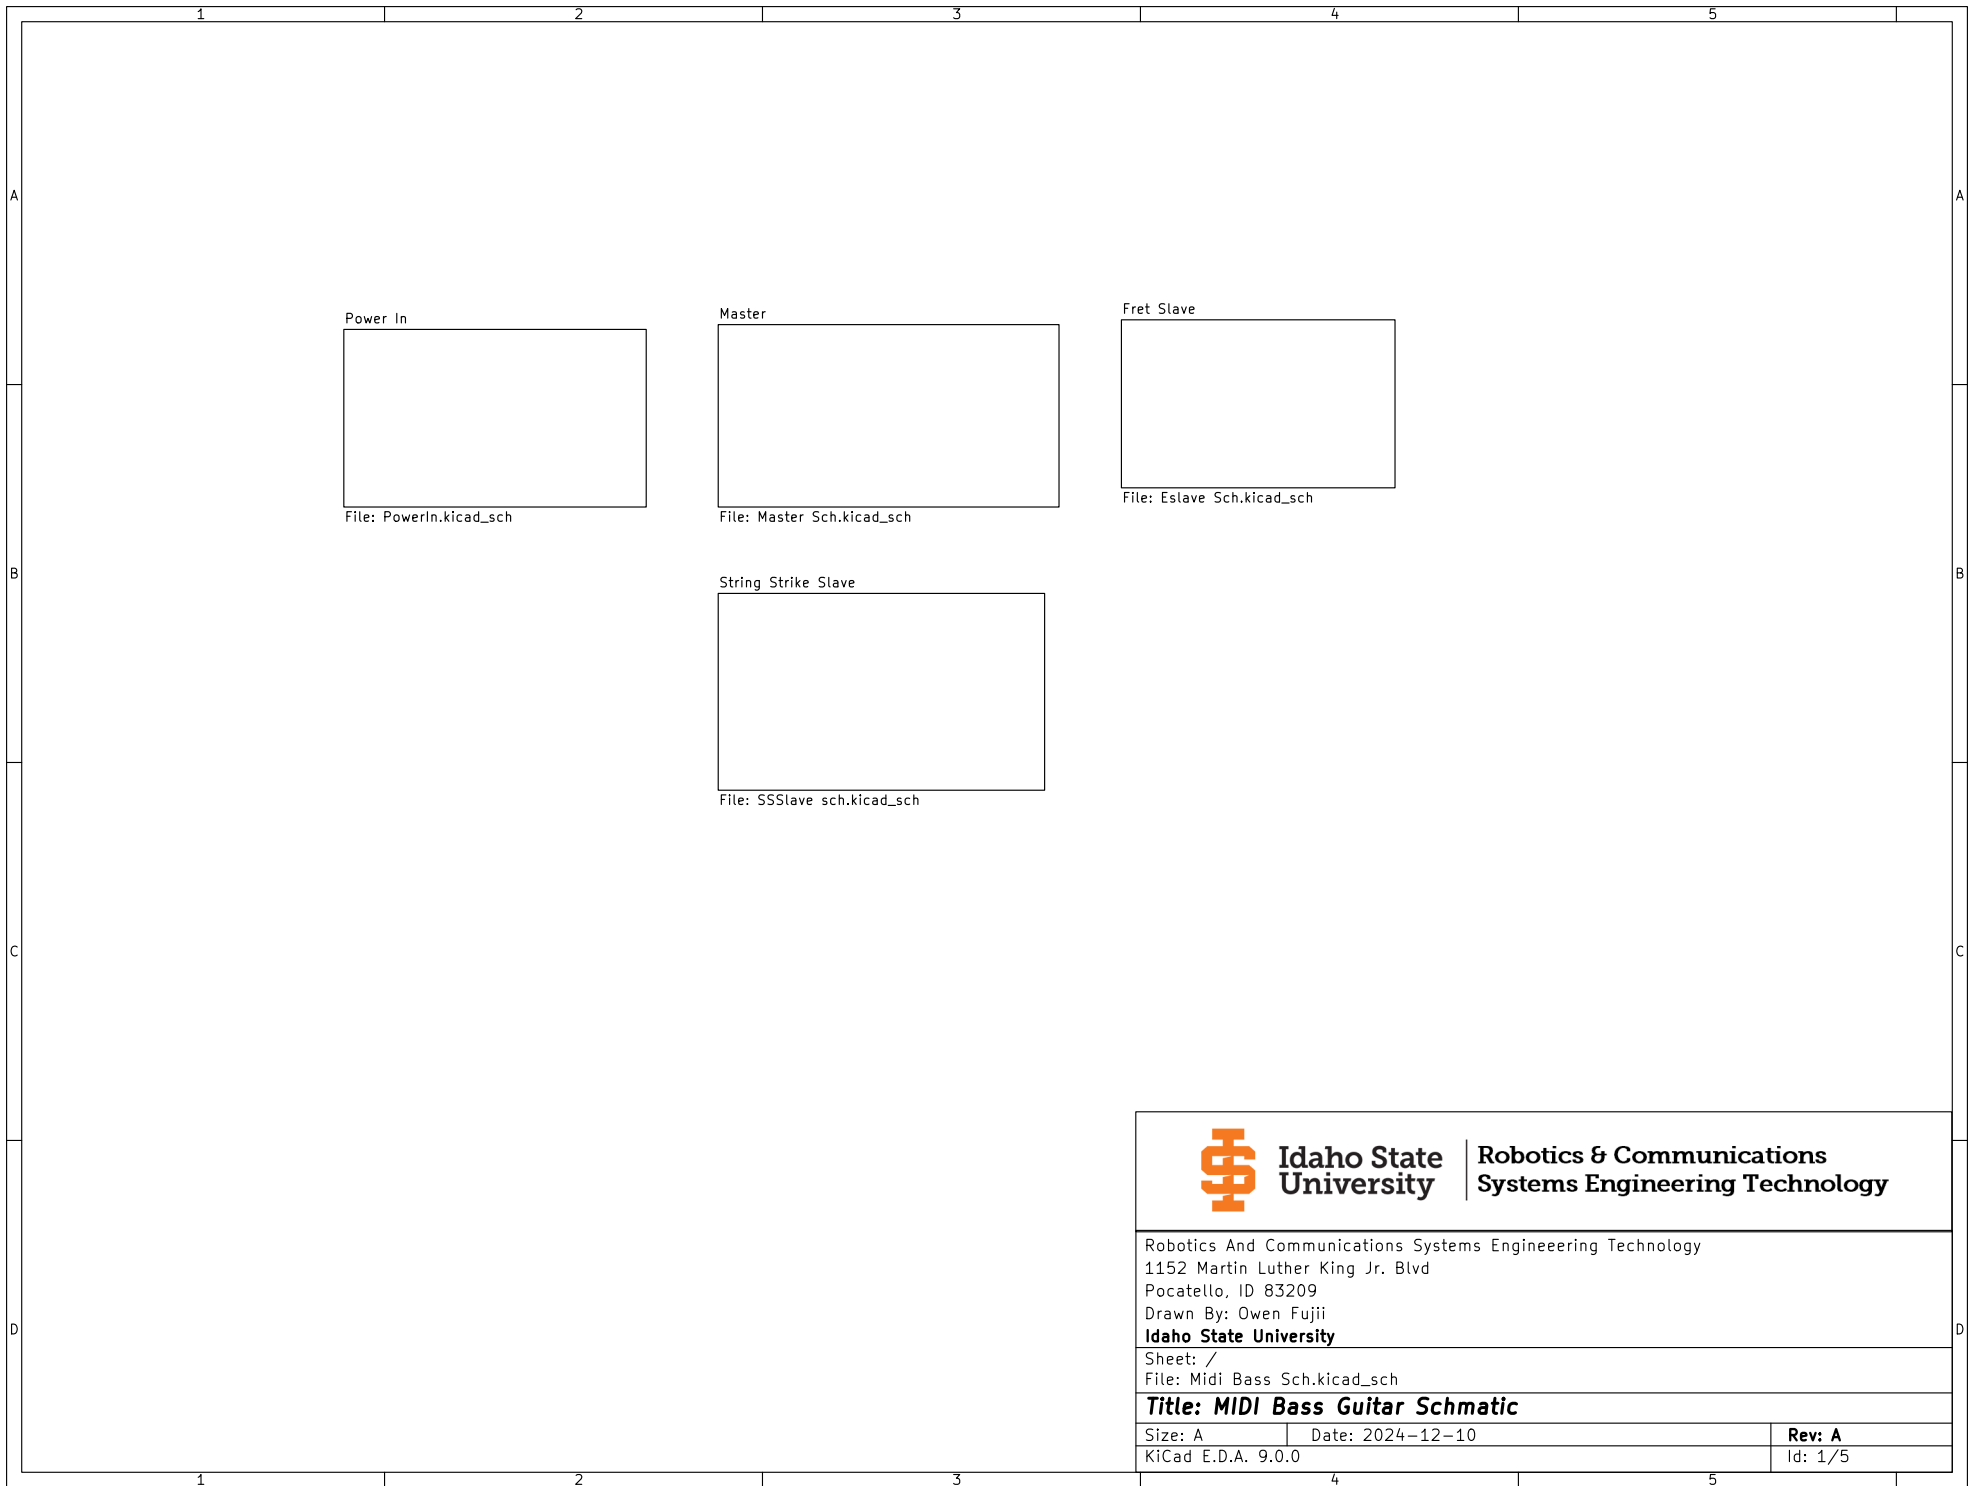 1 2 3 4 5
A A
Power In
Master
Fret Slave
File: PowerIn.kicad_sch
File: Master Sch.kicad_sch
File: Eslave Sch.kicad_sch
B B
String Strike Slave
File: SSSlave sch.kicad_sch
C C
Idaho State University
Robotics & Communications
Systems Engineering Technology
Robotics And Communications Systems Engineeering Technology
1152 Martin Luther King Jr. Blvd
Pocatello, ID 83209
Drawn By: Owen Fujii
D D
Idaho State University
Sheet: /
File: Midi Bass Sch.kicad_sch
Title: MIDI Bass Guitar Schmatic
Size: A Date: 2024-12-10 Rev: A
KiCad E.D.A. 9.0.0 Id: 1/5
1 2 3 4 5